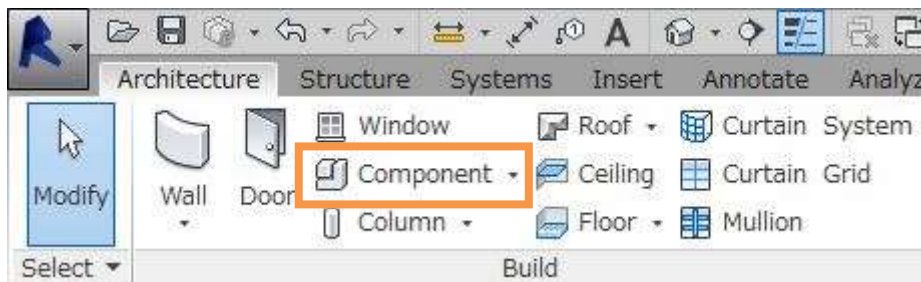 R A
Architecture Structure Systems Insert Annotate Analyz
Window Roof Curtain System
Modify Wall Door Component Ceiling Curtain Grid
Column Floor Mullion
Select Build